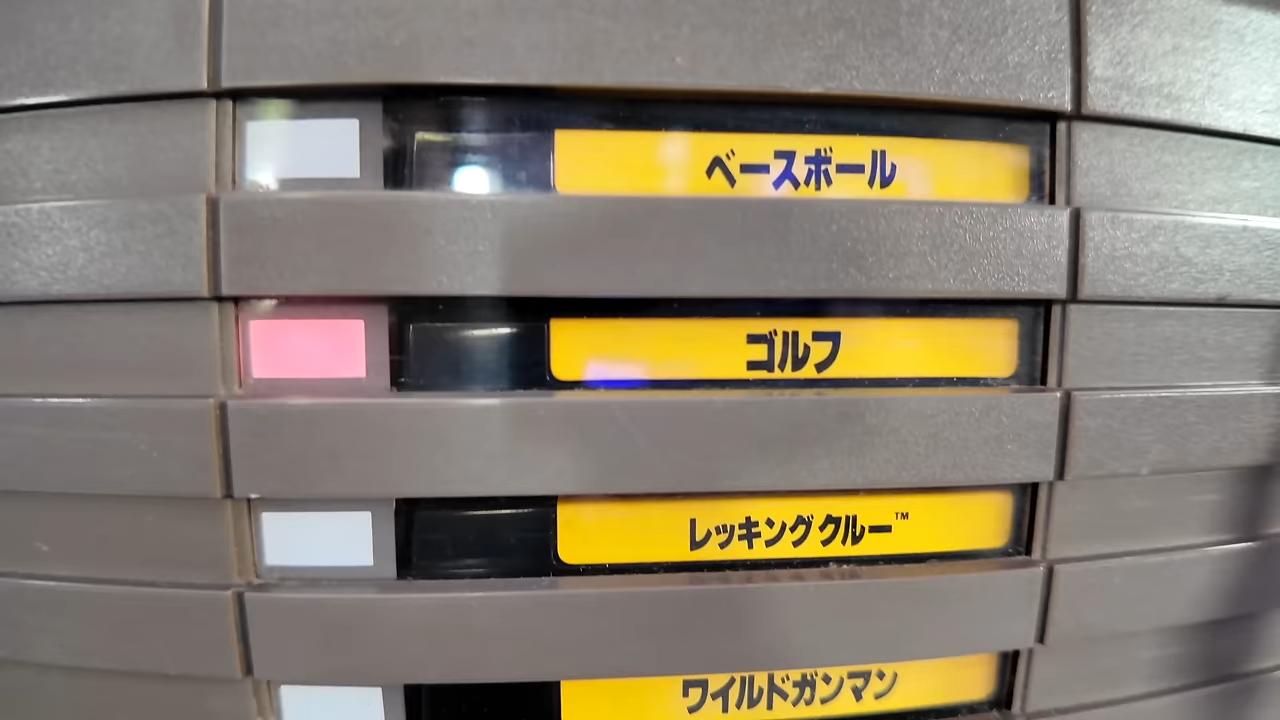 ベースボール
ゴルフ
レッキングクルー™
ワイルドガンマン